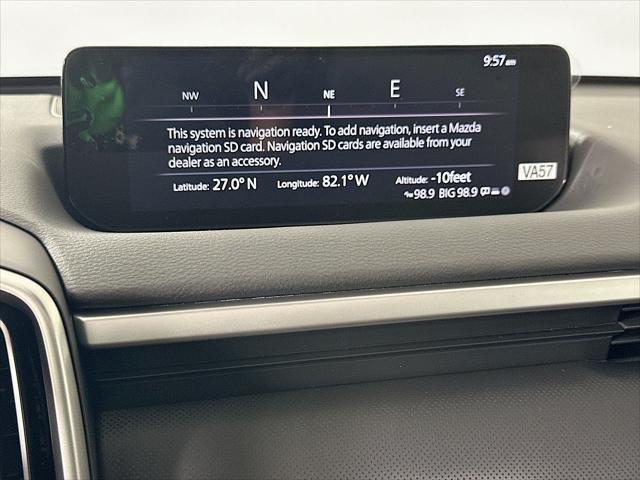 9:57am
NW N NE E SE
This system is navigation ready. To add navigation, insert a Mazda
navigation SD card. Navigation SD cards are available from your
dealer as an accessory.
VA57
Latitude: 27.0° N Longitude: 82.1° W Altitude: -10feet
98.9 BIG 98.9